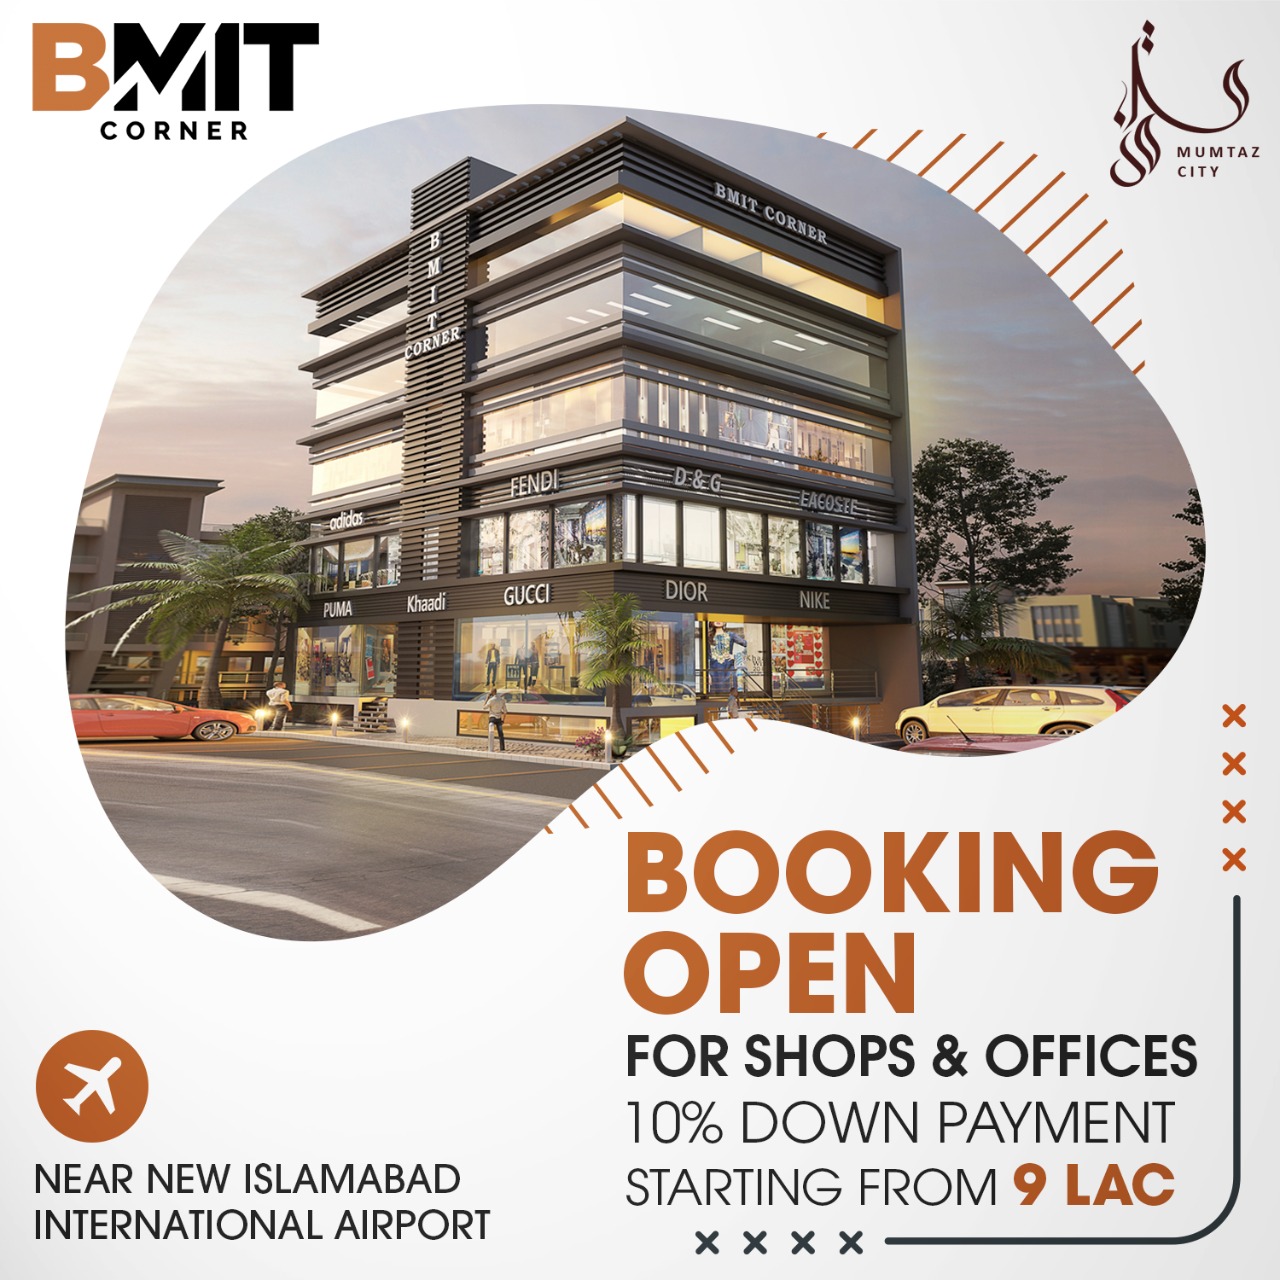 BMIT
CORNER
MUMTAZ
CITY
BMIT CORNER
BMIT
CORNER
FENDI
D & G
LACOSTE
adidas
PUMA
Khaadi
GUCCI
DIOR
NIKE
BOOKING
OPEN
FOR SHOPS & OFFICES
10% DOWN PAYMENT
STARTING FROM 9 LAC
NEAR NEW ISLAMABAD
INTERNATIONAL AIRPORT